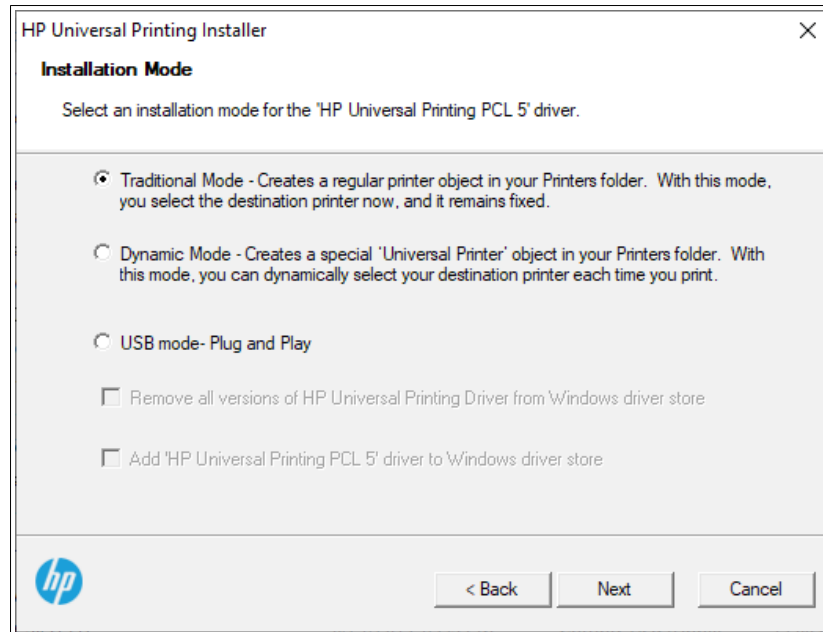 HP Universal Printing Installer
Installation Mode
Select an installation mode for the 'HP Universal Printing PCL 5' driver.
Traditional Mode - Creates a regular printer object in your Printers folder.  With this mode,
you select the destination printer now, and it remains fixed.
Dynamic Mode - Creates a special 'Universal Printer' object in your Printers folder.  With
this mode, you can dynamically select your destination printer each time you print.
USB mode- Plug and Play
Remove all versions of HP Universal Printing Driver from Windows driver store
Add 'HP Universal Printing PCL 5' driver to Windows driver store
hp
< Back
Next
Cancel